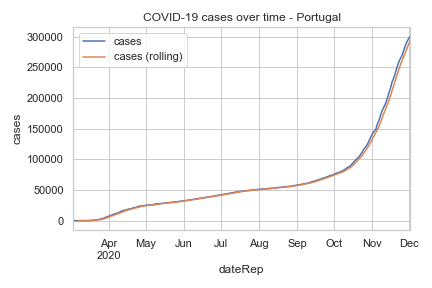 COVID-19 cases over time - Portugal
cases
cases (rolling)
300000
250000
200000
150000
100000
50000
0
cases
Apr May Jun Jul Aug Sep Oct Nov Dec
2020
dateRep